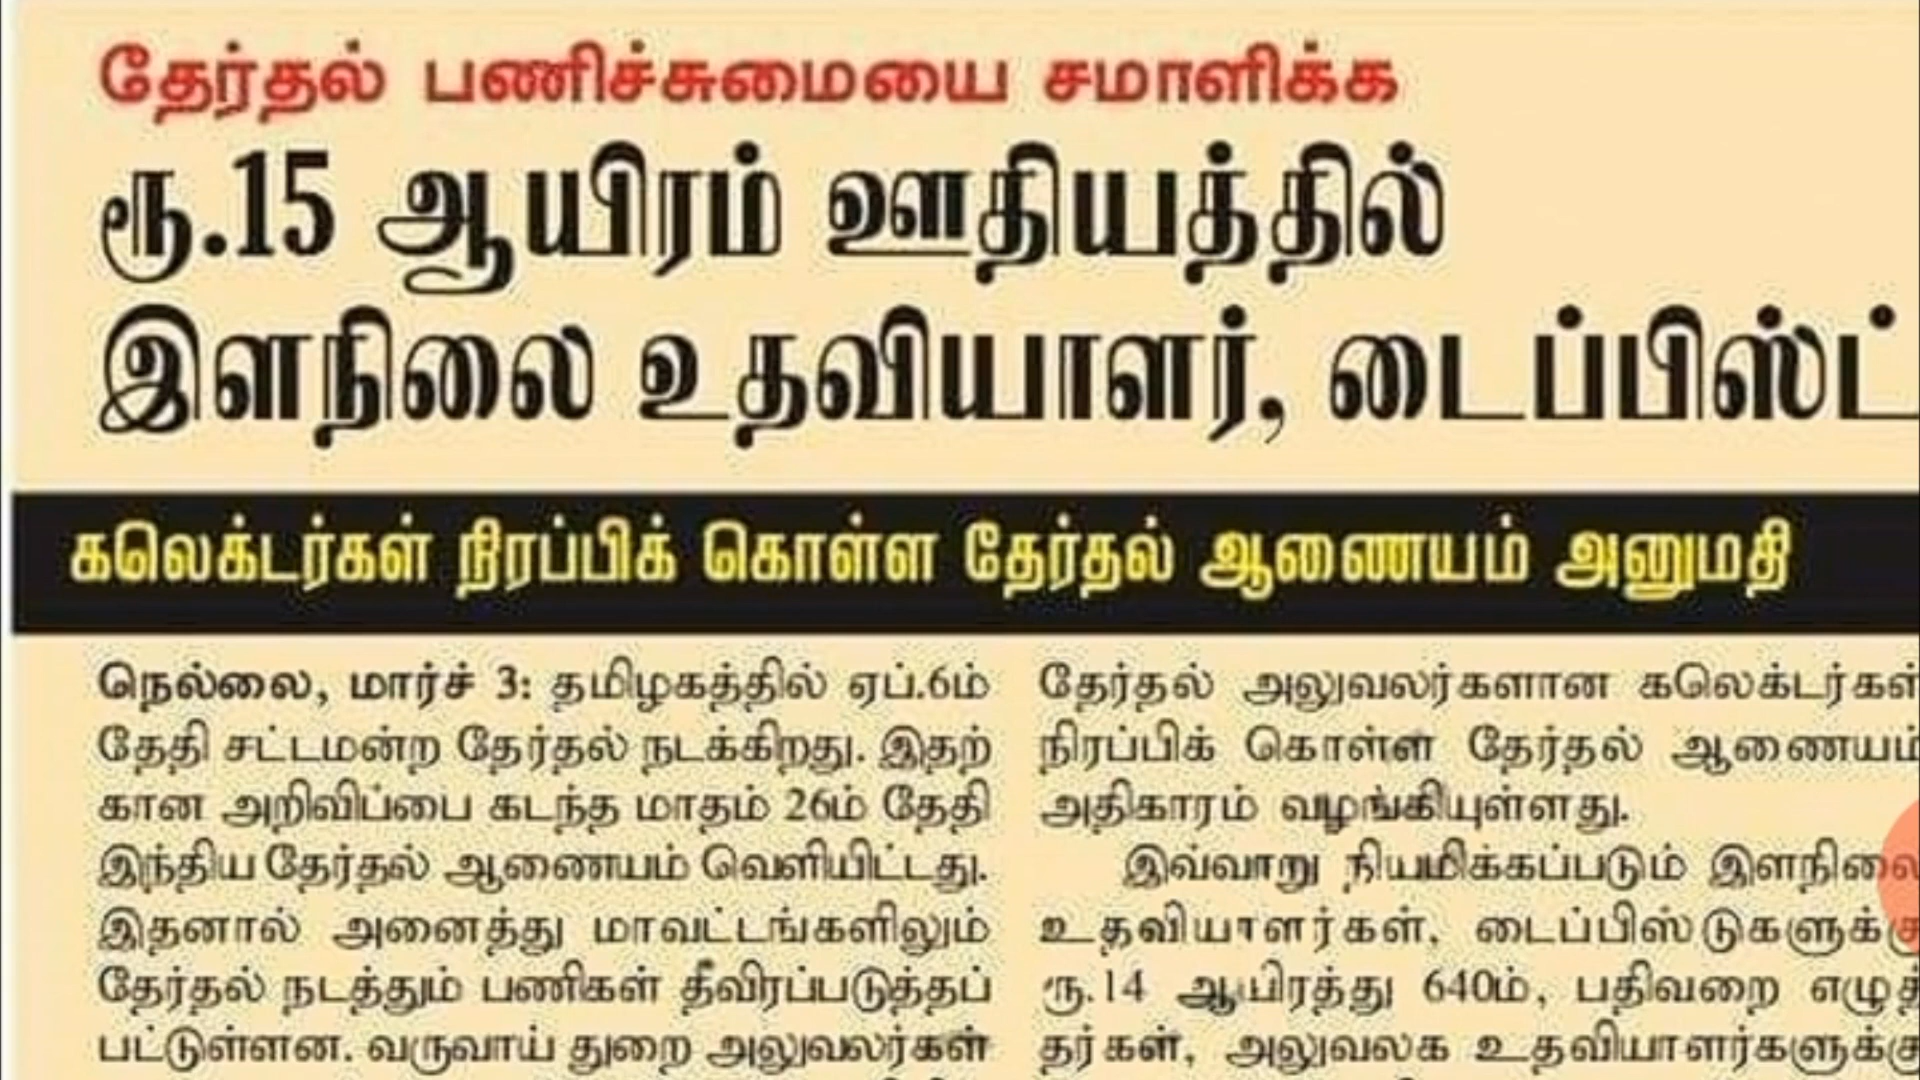 தேர்தல் பணிச்சுமையை சமாளிக்க
ரூ.15 ஆயிரம் ஊதியத்தில்
இளநிலை உதவியாளர், டைப்பிஸ்ட்
கலெக்டர்கள் நிரப்பிக் கொள்ள தேர்தல் ஆணையம் அனுமதி
நெல்லை, மார்ச் 3: தமிழகத்தில் ஏப்.6ம்
தேதி சட்டமன்ற தேர்தல் நடக்கிறது. இதற்
கான அறிவிப்பை கடந்த மாதம் 26ம் தேதி
இந்திய தேர்தல் ஆணையம் வெளியிட்டது.
இதனால் அனைத்து மாவட்டங்களிலும்
தேர்தல் நடத்தும் பணிகள் தீவிரப்படுத்தப்
பட்டுள்ளன. வருவாய் துறை அலுவலர்கள்
தேர்தல் அலுவலர்களான கலெக்டர்கள்
நிரப்பிக் கொள்ள தேர்தல் ஆணையம்
அதிகாரம் வழங்கியுள்ளது.
இவ்வாறு நியமிக்கப்படும் இளநிலை
உதவியாளர்கள், டைப்பிஸ்டுகளுக்கு
ரூ.14 ஆயிரத்து 640ம், பதிவறை எழுத்
தர்கள், அலுவலக உதவியாளர்களுக்கு